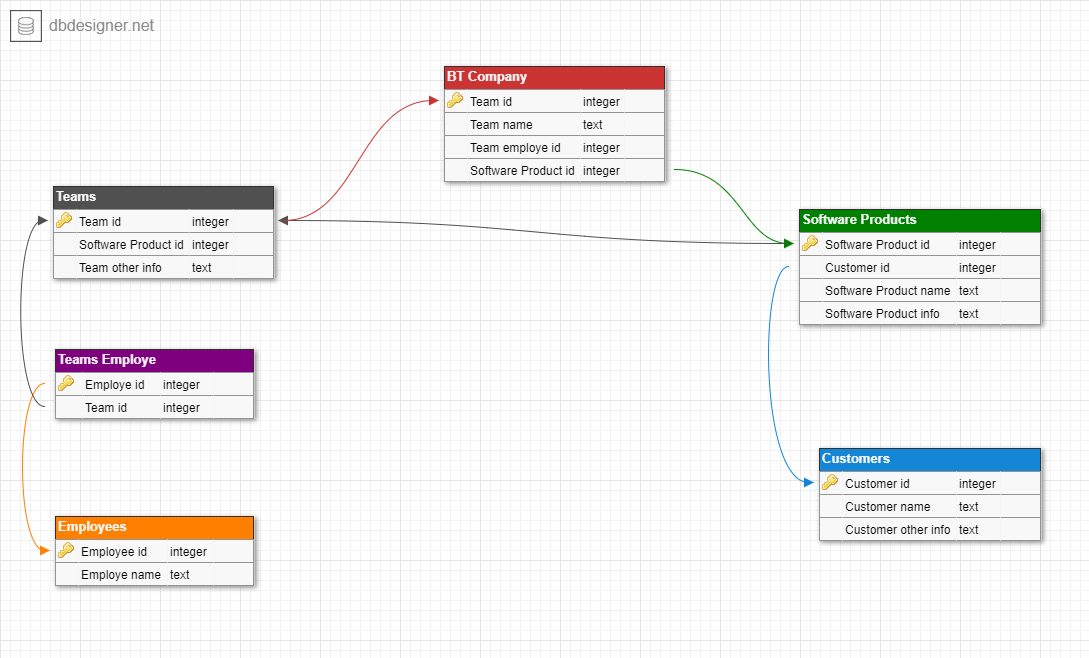 dbdesigner.net
BT Company
Team id integer
Team name text
Team employe id integer
Software Product id integer
Teams
Team id integer
Software Product id integer
Team other info text
Software Products
Software Product id integer
Customer id integer
Software Product name text
Software Product info text
Teams Employe
Employe id integer
Team id integer
Customers
Customer id integer
Customer name text
Customer other info text
Employees
Employee id integer
Employe name text